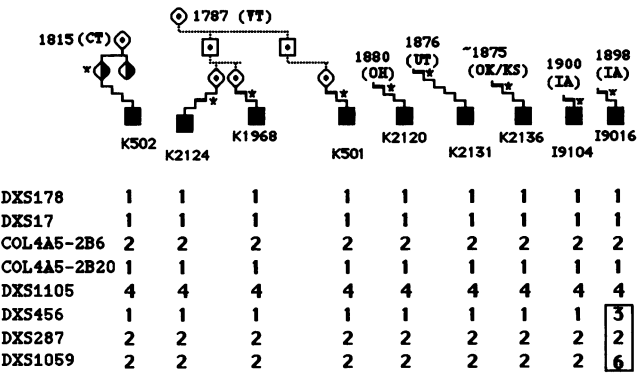 1787 (VT)
1815 (CT)
1880 (OH)
1876 (UT)
~1875 (OK/KS)
1900 (IA)
1898 (IA)
* * * * * * * * *
K502 K2124 K1968 K501 K2120 K2131 K2136 I9104 I9016
DXS178 1 1 1 1 1 1 1 1 1
DXS17 1 1 1 1 1 1 1 1 1
COL4A5-2B6 2 2 2 2 2 2 2 2 2
COL4A5-2B20 1 1 1 1 1 1 1 1 1
DXS1105 4 4 4 4 4 4 4 4 4
DXS456 1 1 1 1 1 1 1 1 3
DXS287 2 2 2 2 2 2 2 2 2
DXS1059 2 2 2 2 2 2 2 2 6